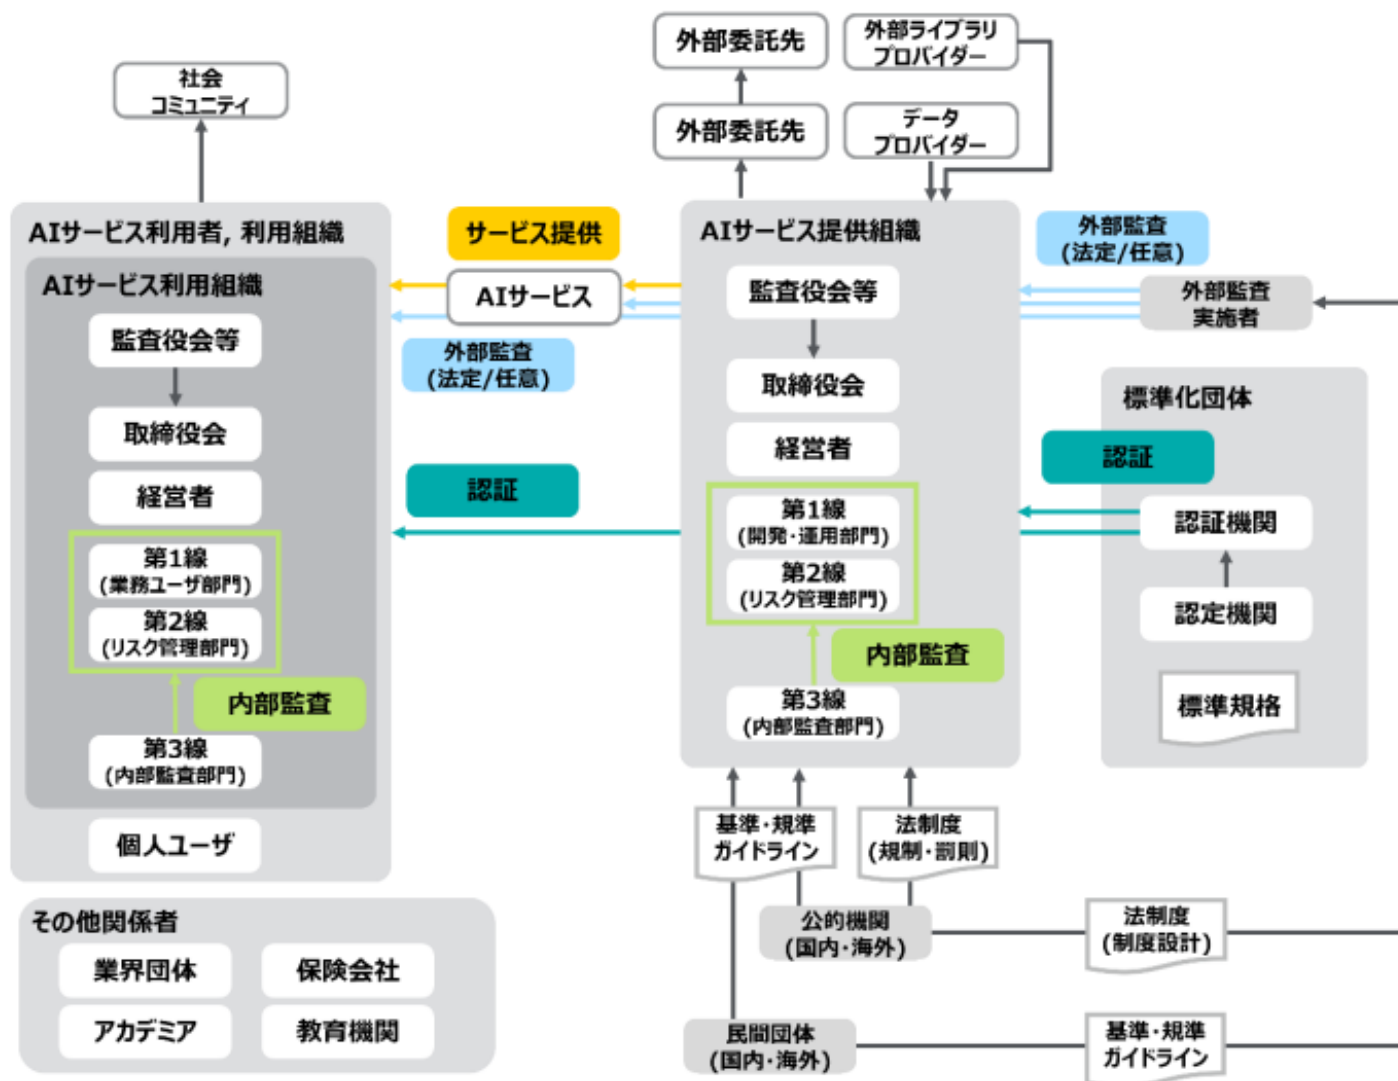 外部委託先
外部ライブラリ
プロバイダー
社会
コミュニティ
外部委託先
データ
プロバイダー
AIサービス利用者, 利用組織
サービス提供
AIサービス提供組織
外部監査
(法定/任意)
AIサービス利用組織
AIサービス
監査役会等
外部監査
実施者
監査役会等
外部監査
(法定/任意)
取締役会
標準化団体
取締役会
経営者
認証
経営者
認証
第1線
(開発・運用部門)
認証機関
第1線
(業務ユーザ部門)
第2線
(リスク管理部門)
第2線
(リスク管理部門)
認定機関
内部監査
内部監査
第3線
(内部監査部門)
標準規格
第3線
(内部監査部門)
個人ユーザ
基準・規準
ガイドライン
法制度
(規制・罰則)
その他関係者
公的機関
(国内・海外)
法制度
(制度設計)
業界団体
保険会社
アカデミア
教育機関
民間団体
(国内・海外)
基準・規準
ガイドライン